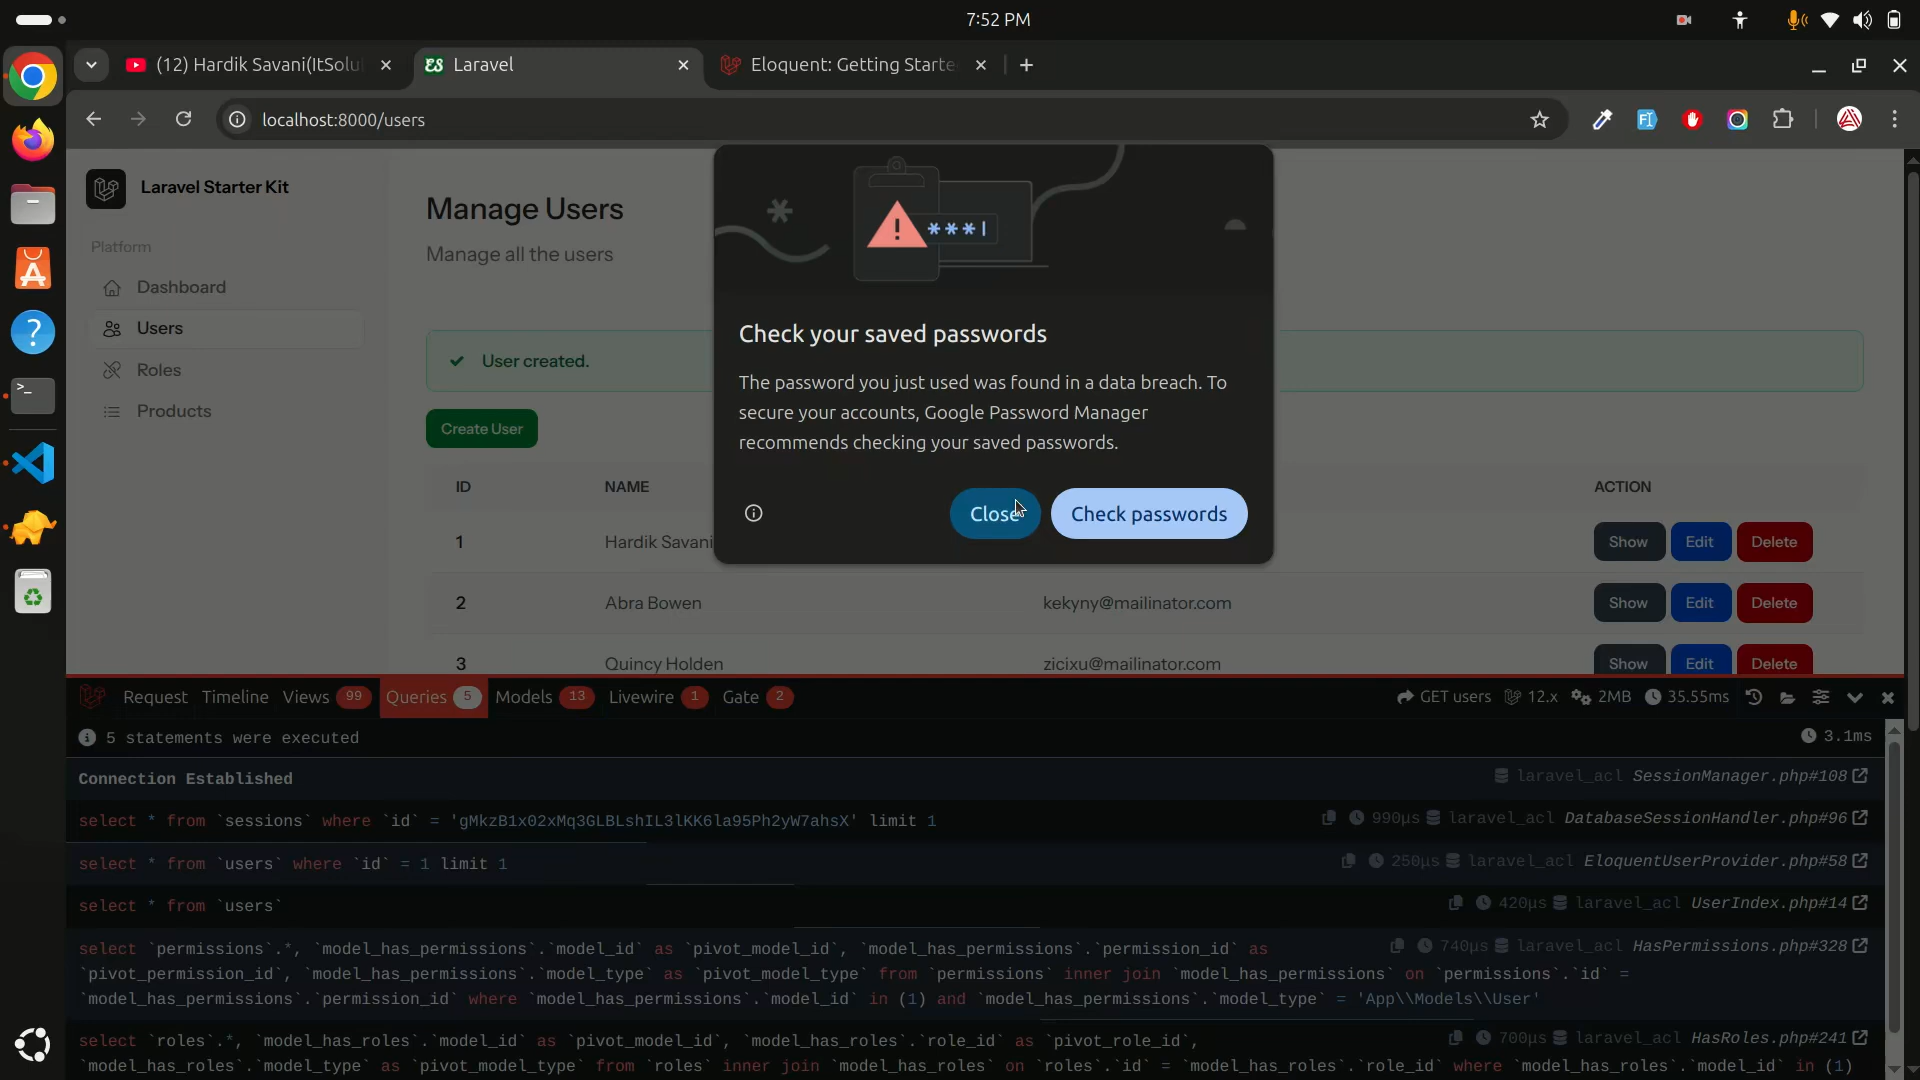 7:52 PM
(12) Hardik Savani(ItSolu
Laravel
Eloquent: Getting Starte
localhost:8000/users
Laravel Starter Kit
Platform
Dashboard
Users
Roles
Products
Manage Users
Manage all the users
User created.
Create User
***|
Check your saved passwords
The password you just used was found in a data breach. To
secure your accounts, Google Password Manager
recommends checking your saved passwords.
Close
Check passwords
ID NAME ACTION
1 Hardik Savani Show Edit Delete
2 Abra Bowen kekyny@mailinator.com Show Edit Delete
3 Quincy Holden zicixu@mailinator.com Show Edit Delete
Request Timeline Views 99 Queries 5 Models 13 Livewire 1 Gate 2 GET users 12.x 2MB 35.55ms
5 statements were executed 3.1ms
Connection Established laravel_acl SessionManager.php#108
select * from `sessions` where `id` = 'gMkzB1x02xMq3GLBLshIL3lKK6la95Ph2yW7ahsX' limit 1 990μs laravel_acl DatabaseSessionHandler.php#96
select * from `users` where `id` = 1 limit 1 250μs laravel_acl EloquentUserProvider.php#58
select * from `users` 420μs laravel_acl UserIndex.php#14
select `permissions`.*, `model_has_permissions`.`model_id` as `pivot_model_id`, `model_has_permissions`.`permission_id` as 740μs laravel_acl HasPermissions.php#328
`pivot_permission_id`, `model_has_permissions`.`model_type` as `pivot_model_type` from `permissions` inner join `model_has_permissions` on `permissions`.`id` =
`model_has_permissions`.`permission_id` where `model_has_permissions`.`model_id` in (1) and `model_has_permissions`.`model_type` = 'App\\Models\\User'
select `roles`.*, `model_has_roles`.`model_id` as `pivot_model_id`, `model_has_roles`.`role_id` as `pivot_role_id`, 700μs laravel_acl HasRoles.php#241
`model_has_roles`.`model_type` as `pivot_model_type` from `roles` inner join `model_has_roles` on `roles`.`id` = `model_has_roles`.`role_id` where `model_has_roles`.`model_id` in (1)